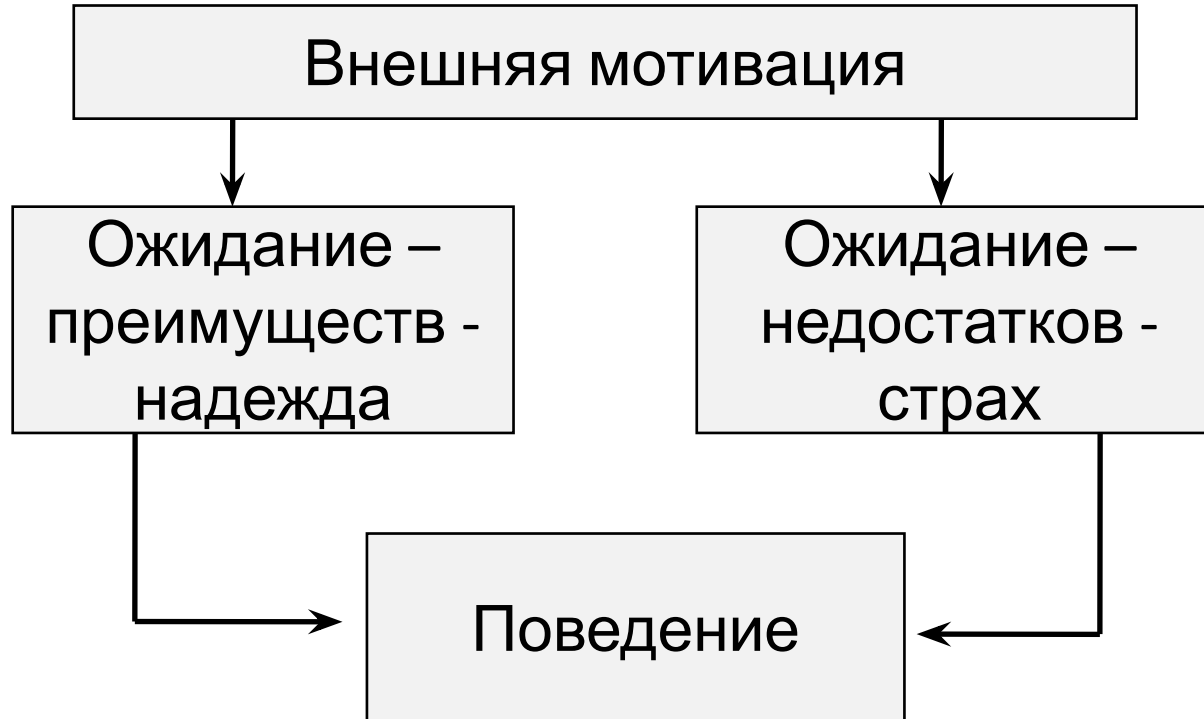 Внешняя мотивация
Ожидание –
преимуществ -
надежда
Ожидание –
недостатков -
страх
Поведение